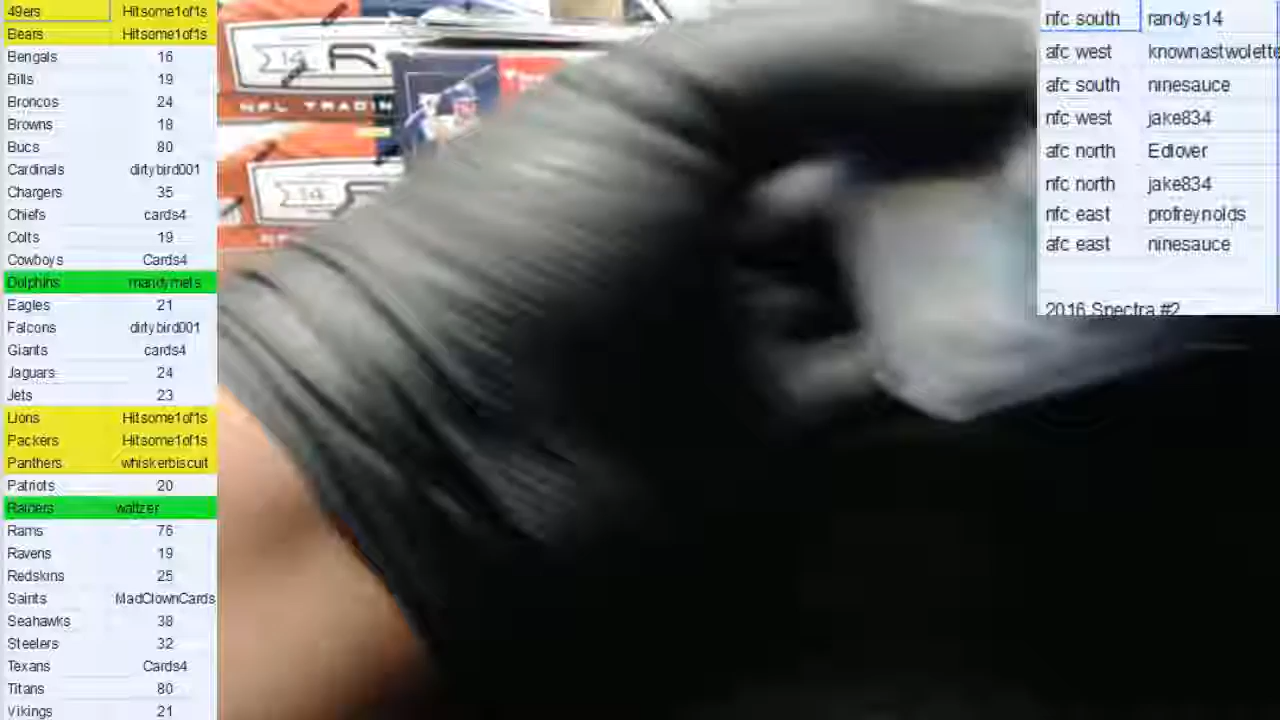 49ers Hitsome1of1s
Bears Hitsome1of1s
Bengals 16
Bills 19
Broncos 24
Browns 18
Bucs 80
Cardinals dirtybird001
Chargers 35
Chiefs cards4
Colts 19
Cowboys Cards4
Dolphins mandymels
Eagles 21
Falcons dirtybird001
Giants cards4
Jaguars 24
Jets 23
Lions Hitsome1of1s
Packers Hitsome1of1s
Panthers whiskerbiscuit
Patriots 20
Raiders waltzer
Rams 76
Ravens 19
Redskins 25
Saints MadClownCards
Seahawks 38
Steelers 32
Texans Cards4
Titans 80
Vikings 21
14 R
NFL TRADIN
14
nfc south randys14
afc west knownastwolette
afc south ninesauce
nfc west jake834
afc north Edlover
nfc north jake834
nfc east profreynolds
afc east ninesauce
2016 Spectra #2